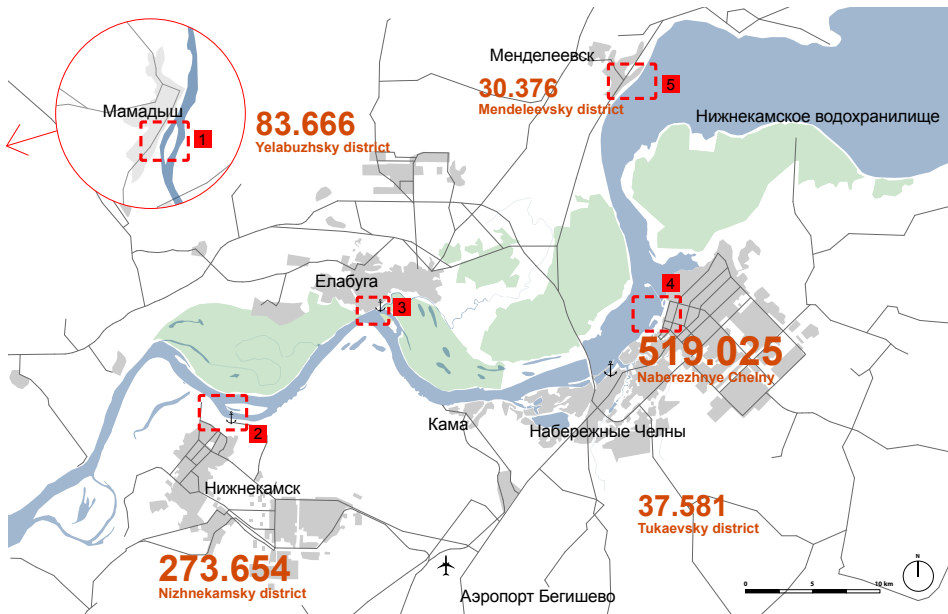 Менделеевск
30.376
Mendeleevsky district
5
Мамадыш
1
83.666
Yelabuzhsky district
Нижнекамское водохранилище
Елабуга
3
4
519.025
Naberezhnye Chelny
2
Кама
Набережные Челны
Нижнекамск
37.581
Tukaevsky district
273.654
Nizhnekamsky district
Аэропорт Бегишево
N
0 5 10 km